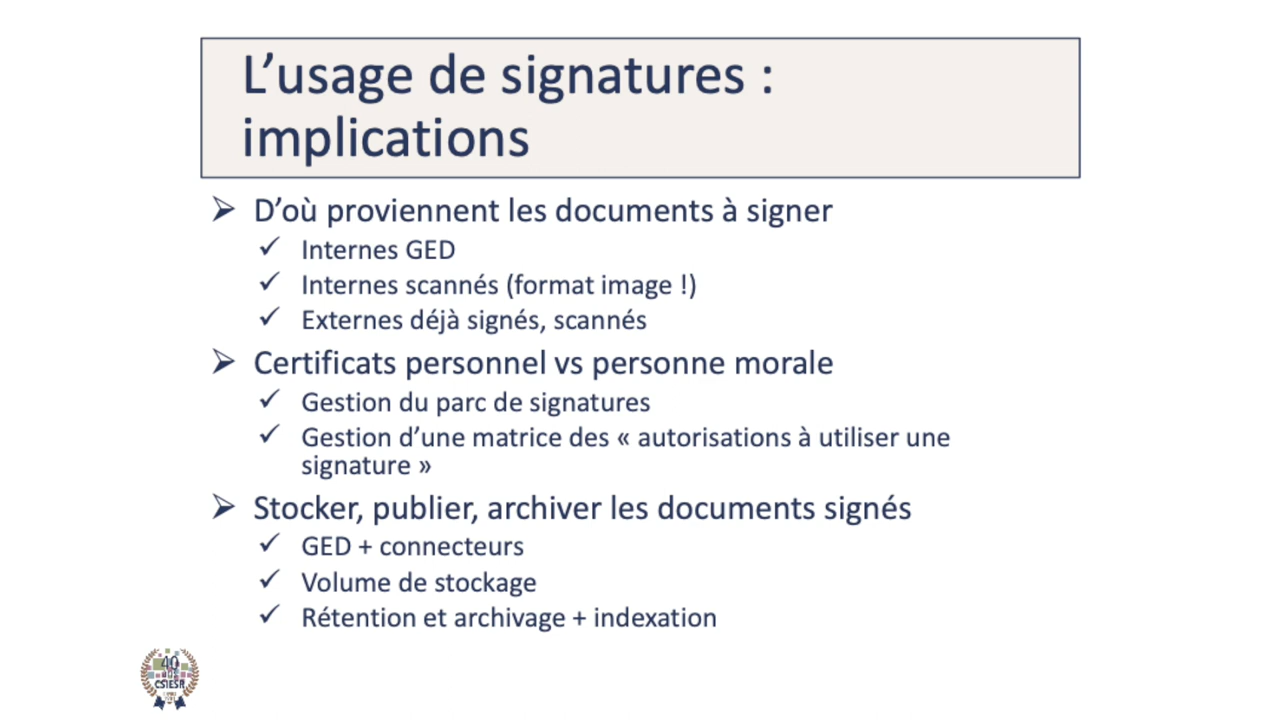 L’usage de signatures :
implications
➢ D’où proviennent les documents à signer
✓ Internes GED
✓ Internes scannés (format image !)
✓ Externes déjà signés, scannés
➢ Certificats personnel vs personne morale
✓ Gestion du parc de signatures
✓ Gestion d’une matrice des « autorisations à utiliser une
signature »
➢ Stocker, publier, archiver les documents signés
✓ GED + connecteurs
✓ Volume de stockage
✓ Rétention et archivage + indexation
40
CSIESR